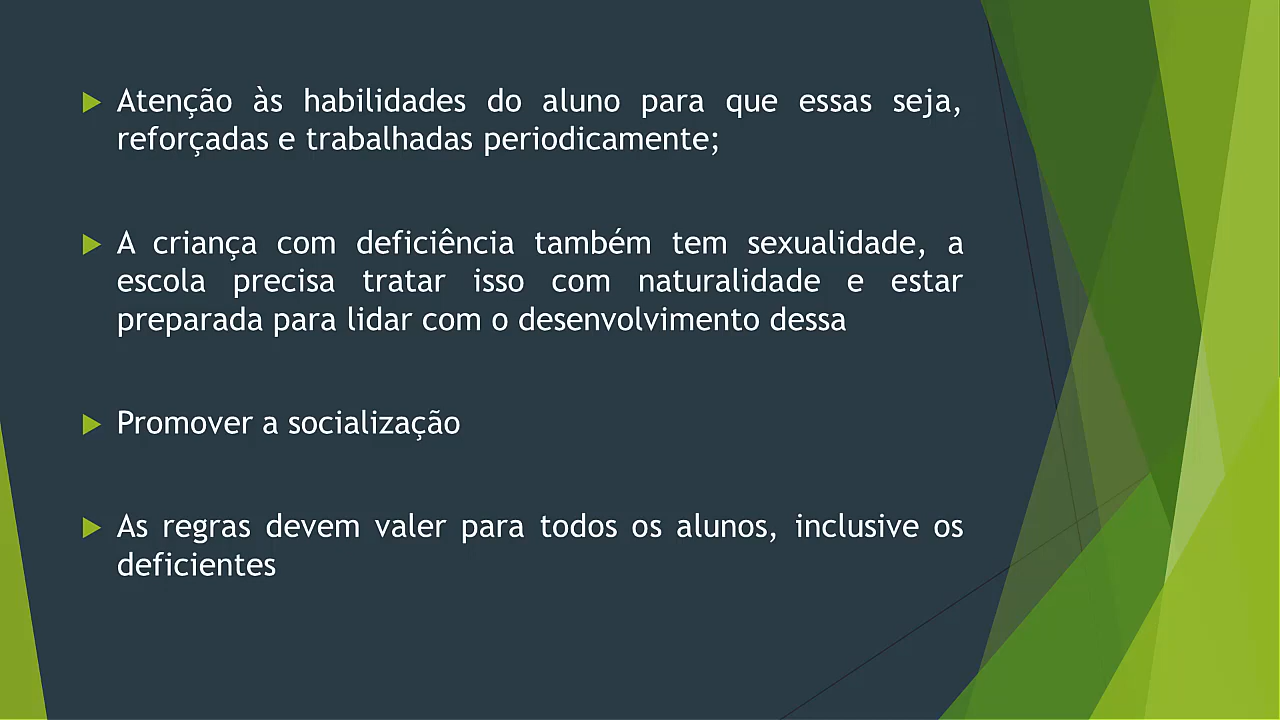 Atenção às habilidades do aluno para que essas seja,
reforçadas e trabalhadas periodicamente;
A criança com deficiência também tem sexualidade, a
escola precisa tratar isso com naturalidade e estar
preparada para lidar com o desenvolvimento dessa
Promover a socialização
As regras devem valer para todos os alunos, inclusive os
deficientes